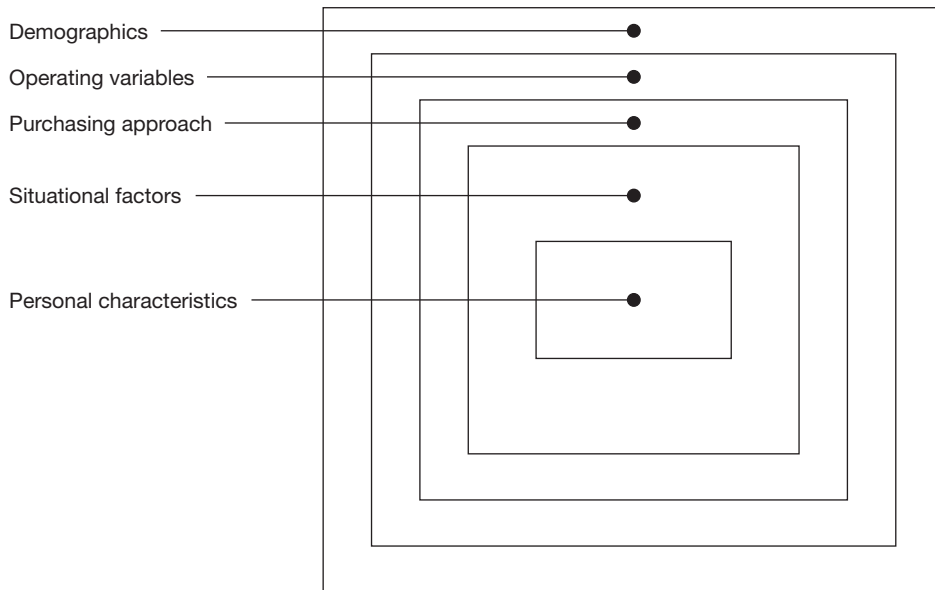 Demographics
Operating variables
Purchasing approach
Situational factors
Personal characteristics